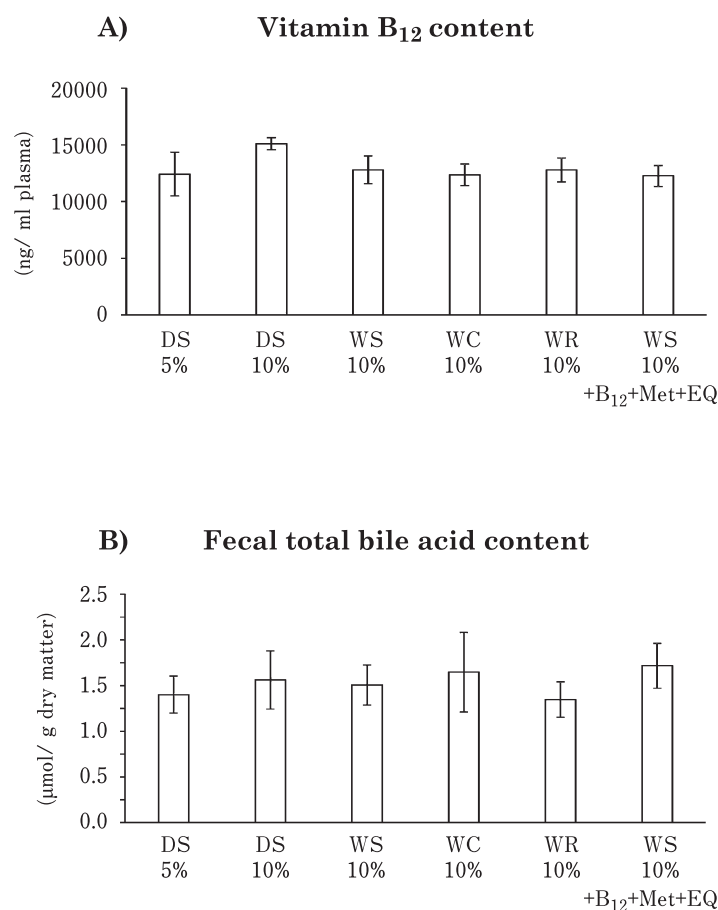 A) Vitamin B₁₂ content
20000
15000
10000
5000
0
(ng/ ml plasma)
DS DS WS WC WR WS
5% 10% 10% 10% 10% 10%
+B₁₂+Met+EQ
B) Fecal total bile acid content
2.5
2.0
1.5
1.0
0.5
0.0
(μmol/ g dry matter)
DS DS WS WC WR WS
5% 10% 10% 10% 10% 10%
+B₁₂+Met+EQ